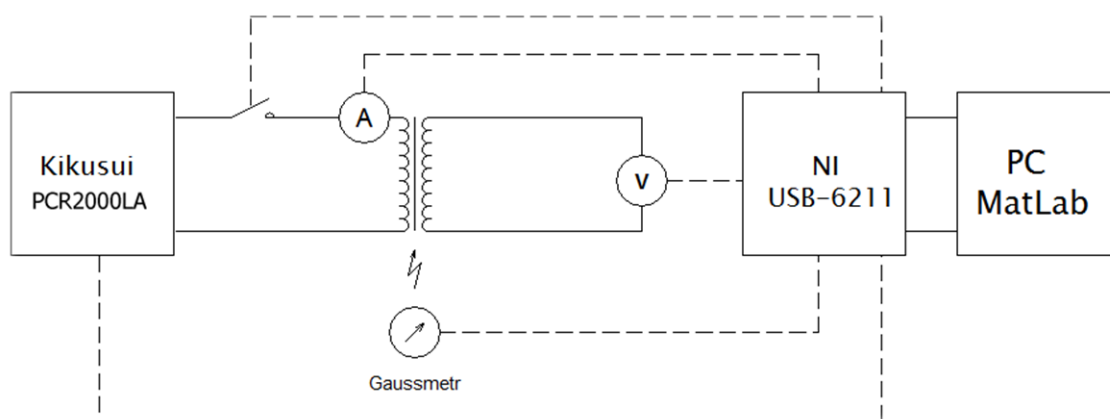 Kikusui
PCR2000LA
A
V
NI
USB-6211
PC
MatLab
Gaussmetr